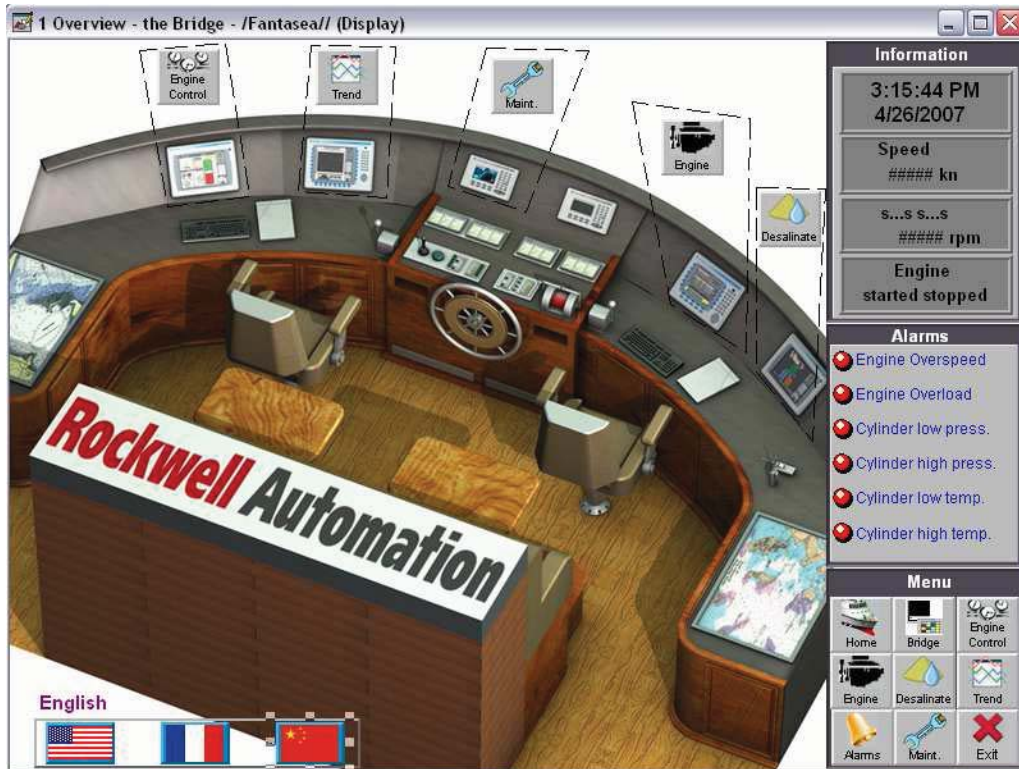 1 Overview - the Bridge - /Fantasea// (Display)
Engine
Control
Trend
Maint.
Engine
Desalinate
Rockwell Automation
English
Information
3:15:44 PM
4/26/2007
Speed
##### kn
s...s s...s
##### rpm
Engine
started stopped
Alarms
Engine Overspeed
Engine Overload
Cylinder low press.
Cylinder high press.
Cylinder low temp.
Cylinder high temp.
Menu
Home
Bridge
Engine
Control
Engine
Desalinate
Trend
Alarms
Maint.
Exit